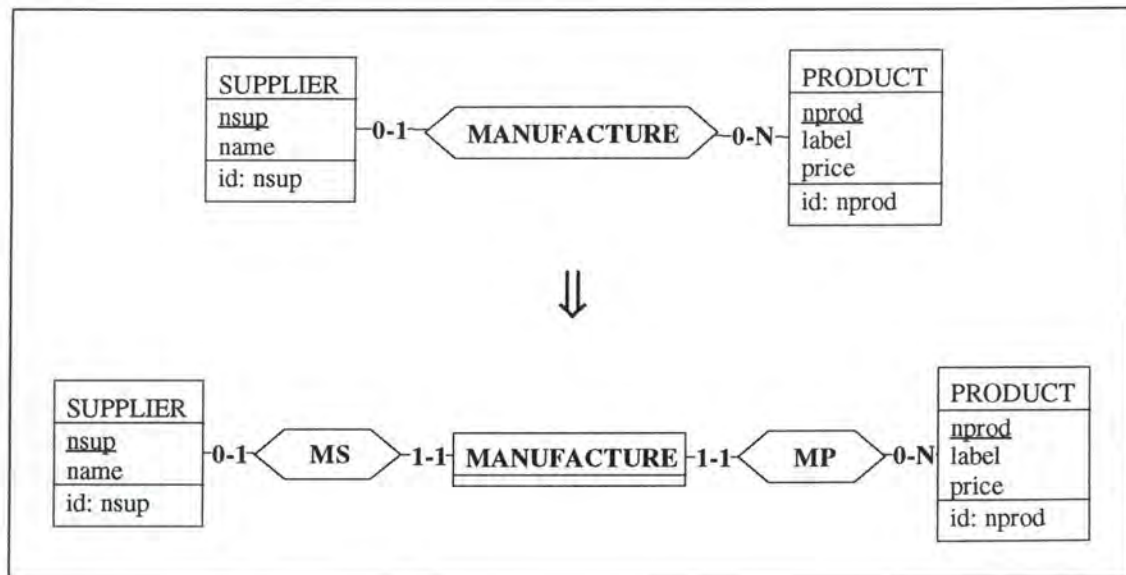 SUPPLIER
nsup
name
id: nsup
0-1
MANUFACTURE
0-N
PRODUCT
nprod
label
price
id: nprod
⇓
SUPPLIER
nsup
name
id: nsup
0-1
MS
1-1
MANUFACTURE
1-1
MP
0-N
PRODUCT
nprod
label
price
id: nprod